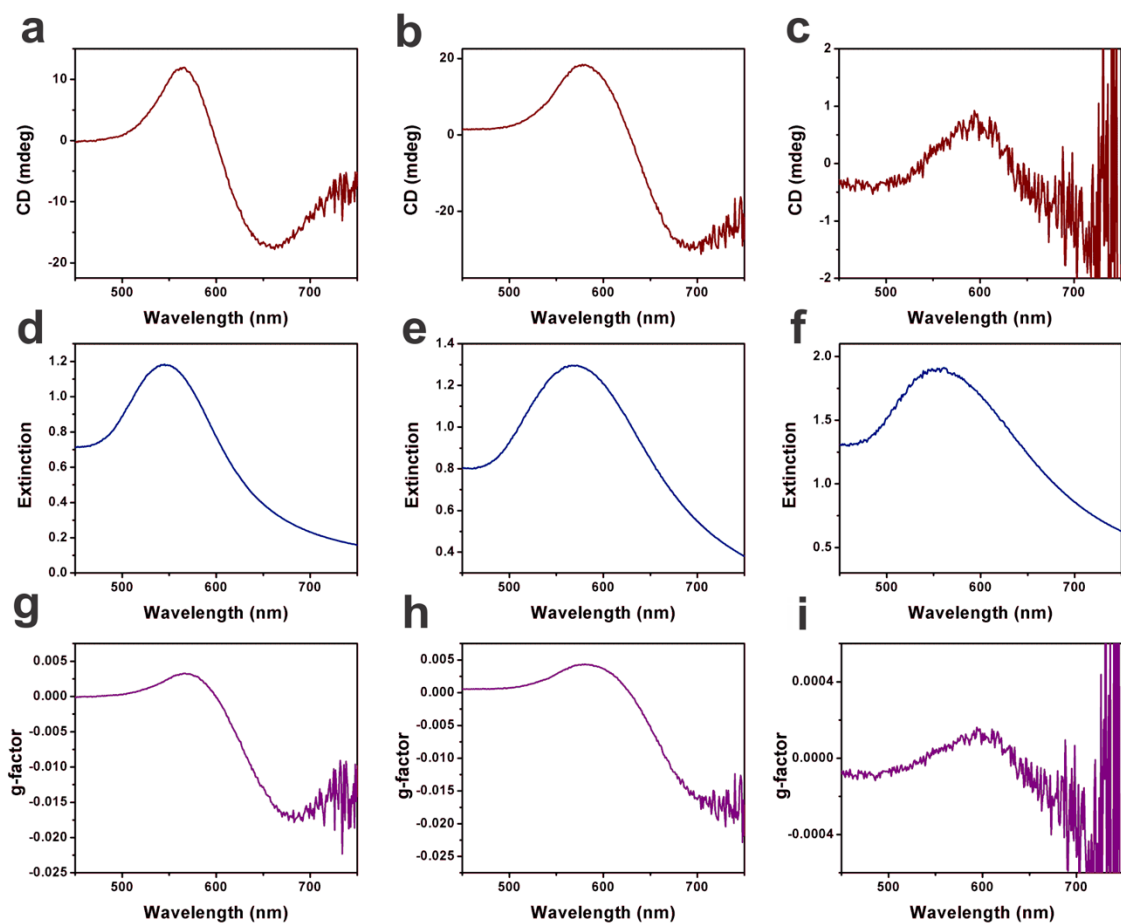 a
b
c
CD (mdeg)
10
0
-10
-20
500
600
700
Wavelength (nm)
CD (mdeg)
20
0
-20
500
600
700
Wavelength (nm)
CD (mdeg)
2
1
0
-1
-2
500
600
700
Wavelength (nm)
d
e
f
Extinction
1.2
1.0
0.8
0.6
0.4
0.2
0.0
500
600
700
Wavelength (nm)
Extinction
1.4
1.2
1.0
0.8
0.6
0.4
500
600
700
Wavelength (nm)
Extinction
2.0
1.5
1.0
0.5
500
600
700
Wavelength (nm)
g
h
i
g-factor
0.005
0.000
-0.005
-0.010
-0.015
-0.020
-0.025
500
600
700
Wavelength (nm)
g-factor
0.005
0.000
-0.005
-0.010
-0.015
-0.020
-0.025
500
600
700
Wavelength (nm)
g-factor
0.0004
0.0000
-0.0004
500
600
700
Wavelength (nm)